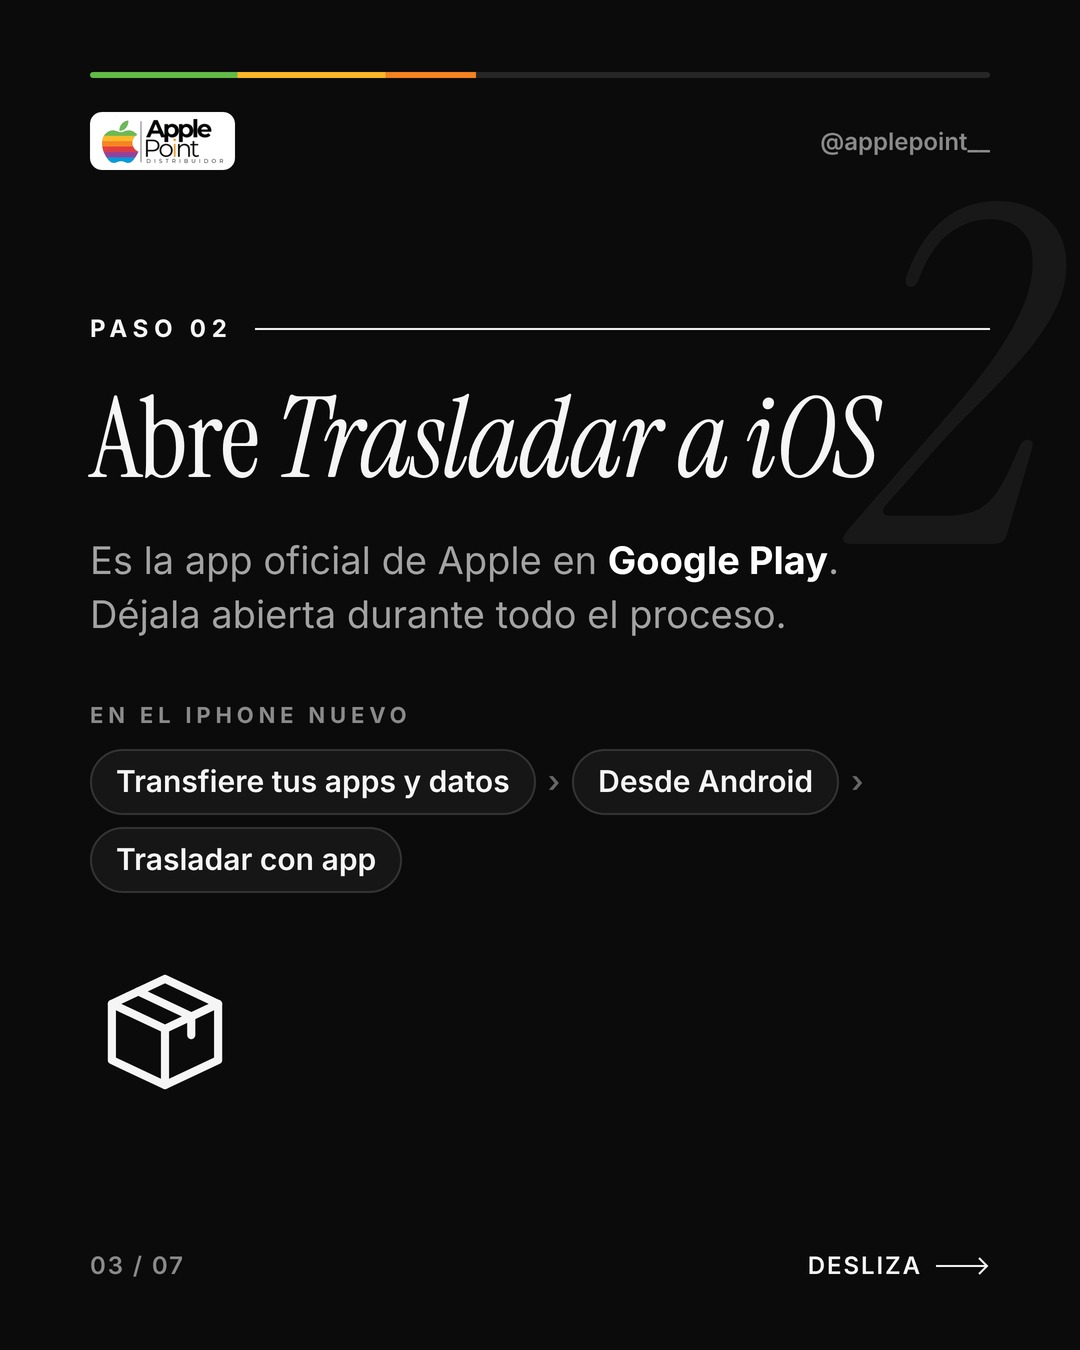 Apple
Point
DISTRIBUIDOR
@applepoint__
2
PASO 02
Abre Trasladar a iOS
Es la app oficial de Apple en Google Play.
Déjala abierta durante todo el proceso.
EN EL IPHONE NUEVO
Transfiere tus apps y datos › Desde Android ›
Trasladar con app
03 / 07
DESLIZA →